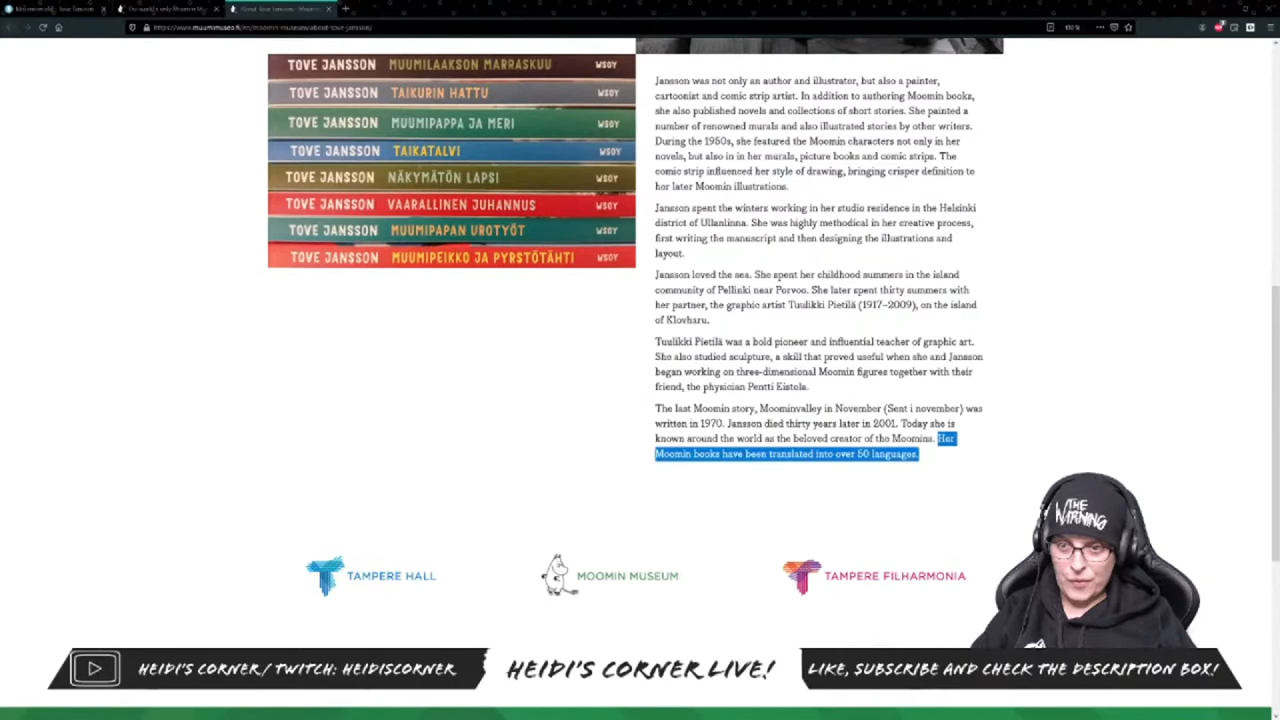 https://www.muumimuseo.fi/en/moomin-museum/about-tove-jansson/
TOVE JANSSON MUUMILAAKSON MARRASKUU WSOY
TOVE JANSSON TAIKURIN HATTU WSOY
TOVE JANSSON MUUMIPAPPA JA MERI WSOY
TOVE JANSSON TAIKATALVI WSOY
TOVE JANSSON NÄKYMÄTÖN LAPSI WSOY
TOVE JANSSON VAARALLINEN JUHANNUS WSOY
TOVE JANSSON MUUMIPAPAN UROTYÖT WSOY
TOVE JANSSON MUUMIPEIKKO JA PYRSTÖTÄHTI WSOY
Jansson was not only an author and illustrator, but also a painter,
cartoonist and comic strip artist. In addition to authoring Moomin books,
she also published novels and collections of short stories. She painted a
number of renowned murals and also illustrated stories by other writers.
During the 1950s, she featured the Moomin characters not only in her
novels, but also in in her murals, picture books and comic strips. The
comic strip influenced her style of drawing, bringing crisper definition to
her later Moomin illustrations.
Jansson spent the winters working in her studio residence in the Helsinki
district of Ullanlinna. She was highly methodical in her creative process,
first writing the manuscript and then designing the illustrations and
layout.
Jansson loved the sea. She spent her childhood summers in the island
community of Pellinki near Porvoo. She later spent thirty summers with
her partner, the graphic artist Tuulikki Pietilä (1917–2009), on the island
of Klovharu.
Tuulikki Pietilä was a bold pioneer and influential teacher of graphic art.
She also studied sculpture, a skill that proved useful when she and Jansson
began working on three-dimensional Moomin figures together with their
friend, the physician Pentti Eistola.
The last Moomin story, Moominvalley in November (Sent i november) was
written in 1970. Jansson died thirty years later in 2001. Today she is
known around the world as the beloved creator of the Moomins. Her
Moomin books have been translated into over 50 languages.
TAMPERE HALL
MOOMIN MUSEUM
TAMPERE FILHARMONIA
THE WARNING
HEIDI'S CORNER/ TWITCH: HEIDISCORNER
HEIDI'S CORNER LIVE!
LIKE, SUBSCRIBE AND CHECK THE DESCRIPTION BOX!